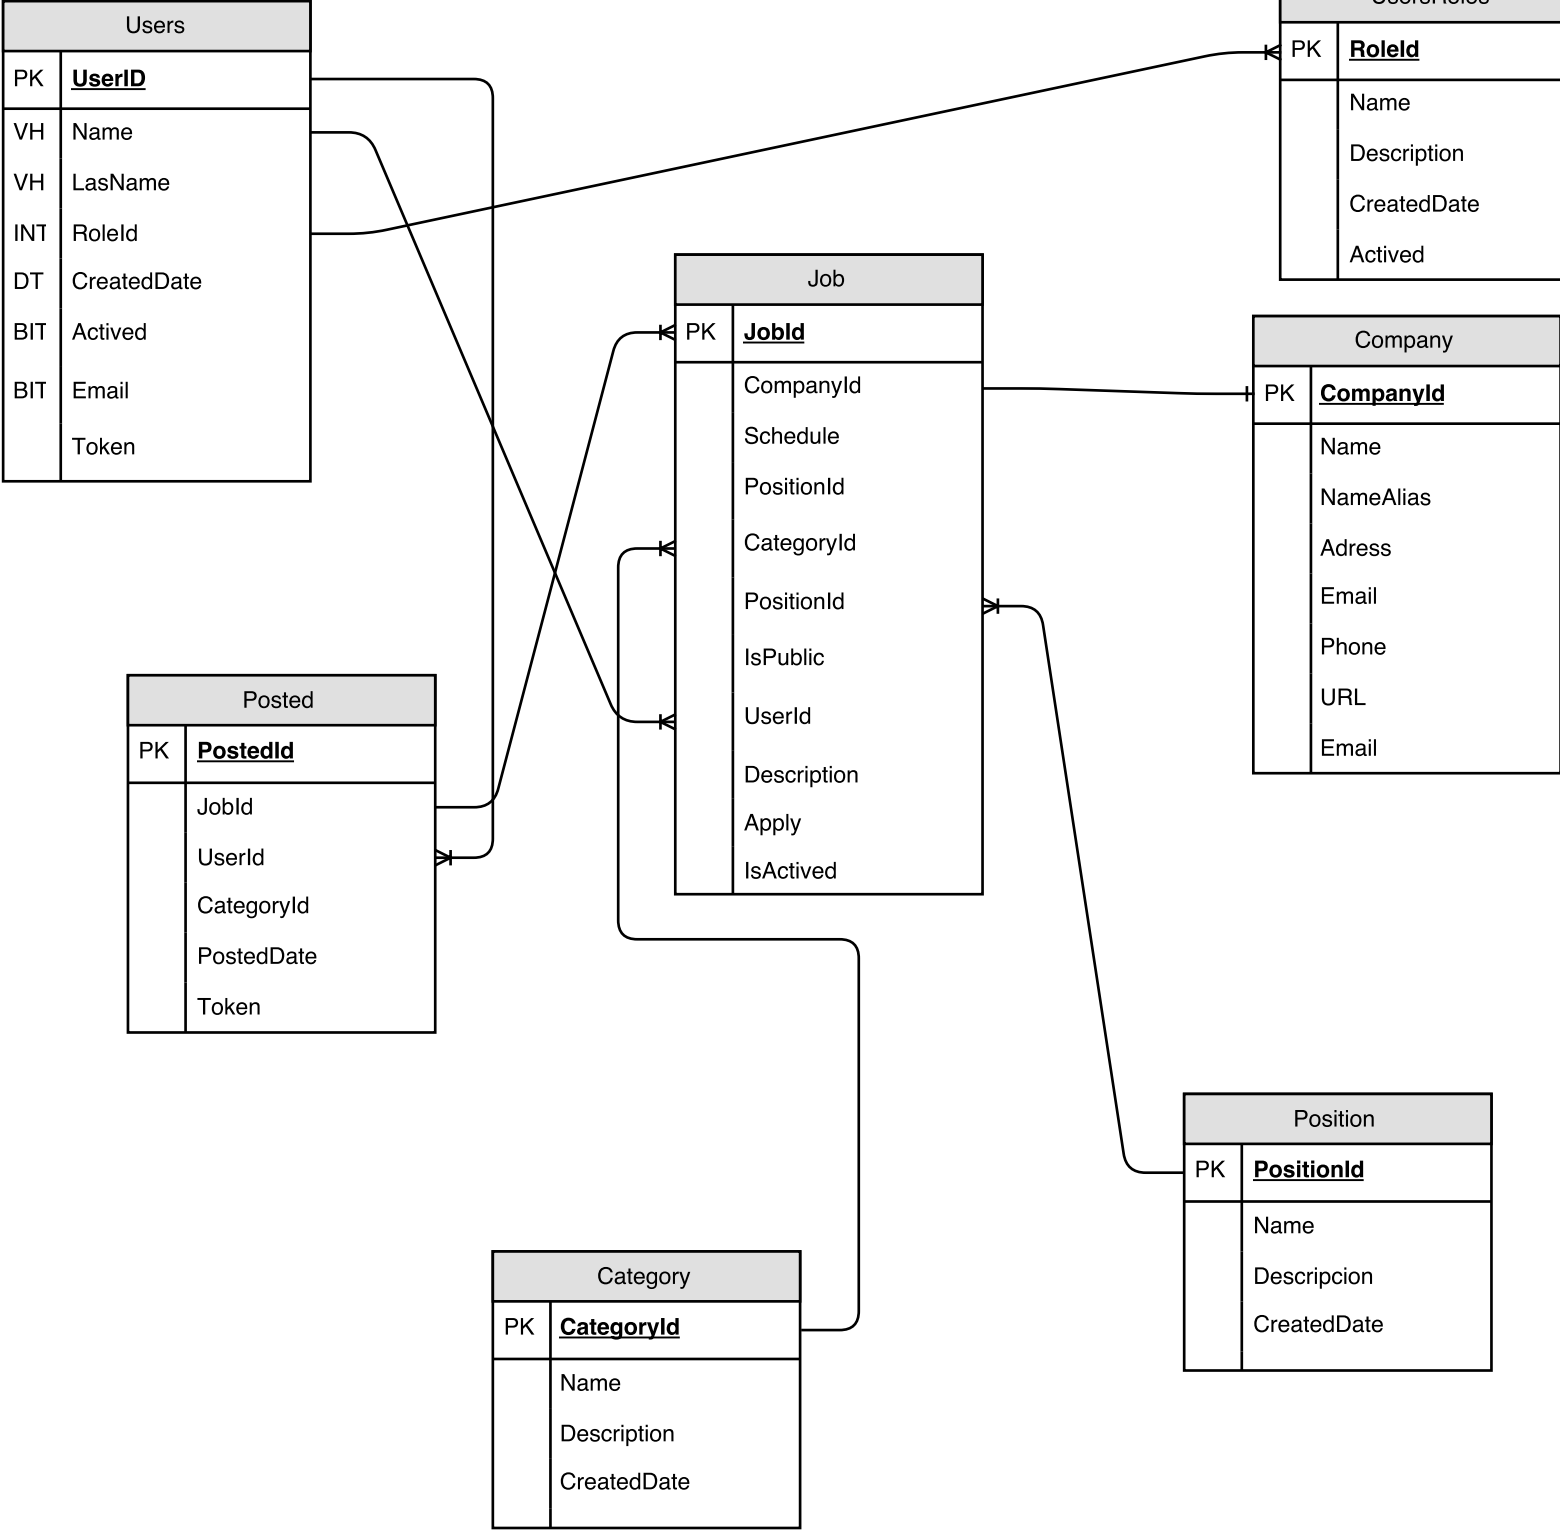 Users
PK UserID
VH Name
VH LasName
INT RoleId
DT CreatedDate
BIT Actived
BIT Email
Token
UsersRoles
PK RoleId
Name
Description
CreatedDate
Actived
Job
PK JobId
CompanyId
Schedule
PositionId
CategoryId
PositionId
IsPublic
UserId
Description
Apply
IsActived
Company
PK CompanyId
Name
NameAlias
Adress
Email
Phone
URL
Email
Posted
PK PostedId
JobId
UserId
CategoryId
PostedDate
Token
Position
PK PositionId
Name
Descripcion
CreatedDate
Category
PK CategoryId
Name
Description
CreatedDate